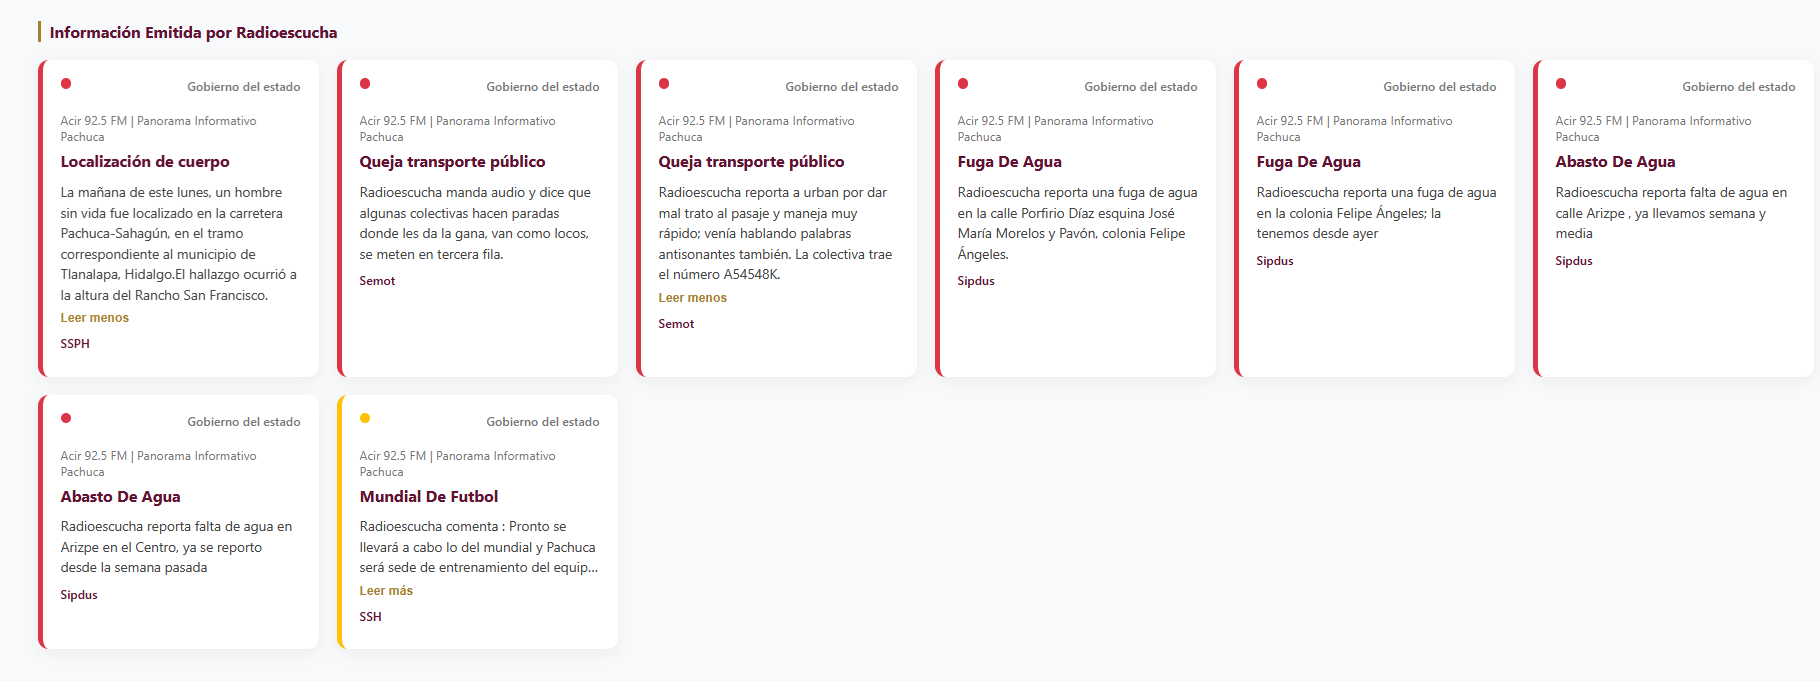 Información Emitida por Radioescucha
Gobierno del estado
Acir 92.5 FM | Panorama Informativo
Pachuca
Localización de cuerpo
La mañana de este lunes, un hombre
sin vida fue localizado en la carretera
Pachuca-Sahagún, en el tramo
correspondiente al municipio de
Tlanalapa, Hidalgo.El hallazgo ocurrió a
la altura del Rancho San Francisco.
Leer menos
SSPH
Gobierno del estado
Acir 92.5 FM | Panorama Informativo
Pachuca
Queja transporte público
Radioescucha manda audio y dice que
algunas colectivas hacen paradas
donde les da la gana, van como locos,
se meten en tercera fila.
Semot
Gobierno del estado
Acir 92.5 FM | Panorama Informativo
Pachuca
Queja transporte público
Radioescucha reporta a urban por dar
mal trato al pasaje y maneja muy
rápido; venía hablando palabras
antisonantes también. La colectiva trae
el número A54548K.
Leer menos
Semot
Gobierno del estado
Acir 92.5 FM | Panorama Informativo
Pachuca
Fuga De Agua
Radioescucha reporta una fuga de agua
en la calle Porfirio Díaz esquina José
María Morelos y Pavón, colonia Felipe
Ángeles.
Sipdus
Gobierno del estado
Acir 92.5 FM | Panorama Informativo
Pachuca
Fuga De Agua
Radioescucha reporta una fuga de agua
en la colonia Felipe Ángeles; la
tenemos desde ayer
Sipdus
Gobierno del estado
Acir 92.5 FM | Panorama Informativo
Pachuca
Abasto De Agua
Radioescucha reporta falta de agua en
calle Arizpe , ya llevamos semana y
media
Sipdus
Gobierno del estado
Acir 92.5 FM | Panorama Informativo
Pachuca
Abasto De Agua
Radioescucha reporta falta de agua en
Arizpe en el Centro, ya se reporto
desde la semana pasada
Sipdus
Gobierno del estado
Acir 92.5 FM | Panorama Informativo
Pachuca
Mundial De Futbol
Radioescucha comenta : Pronto se
llevará a cabo lo del mundial y Pachuca
será sede de entrenamiento del equip...
Leer más
SSH